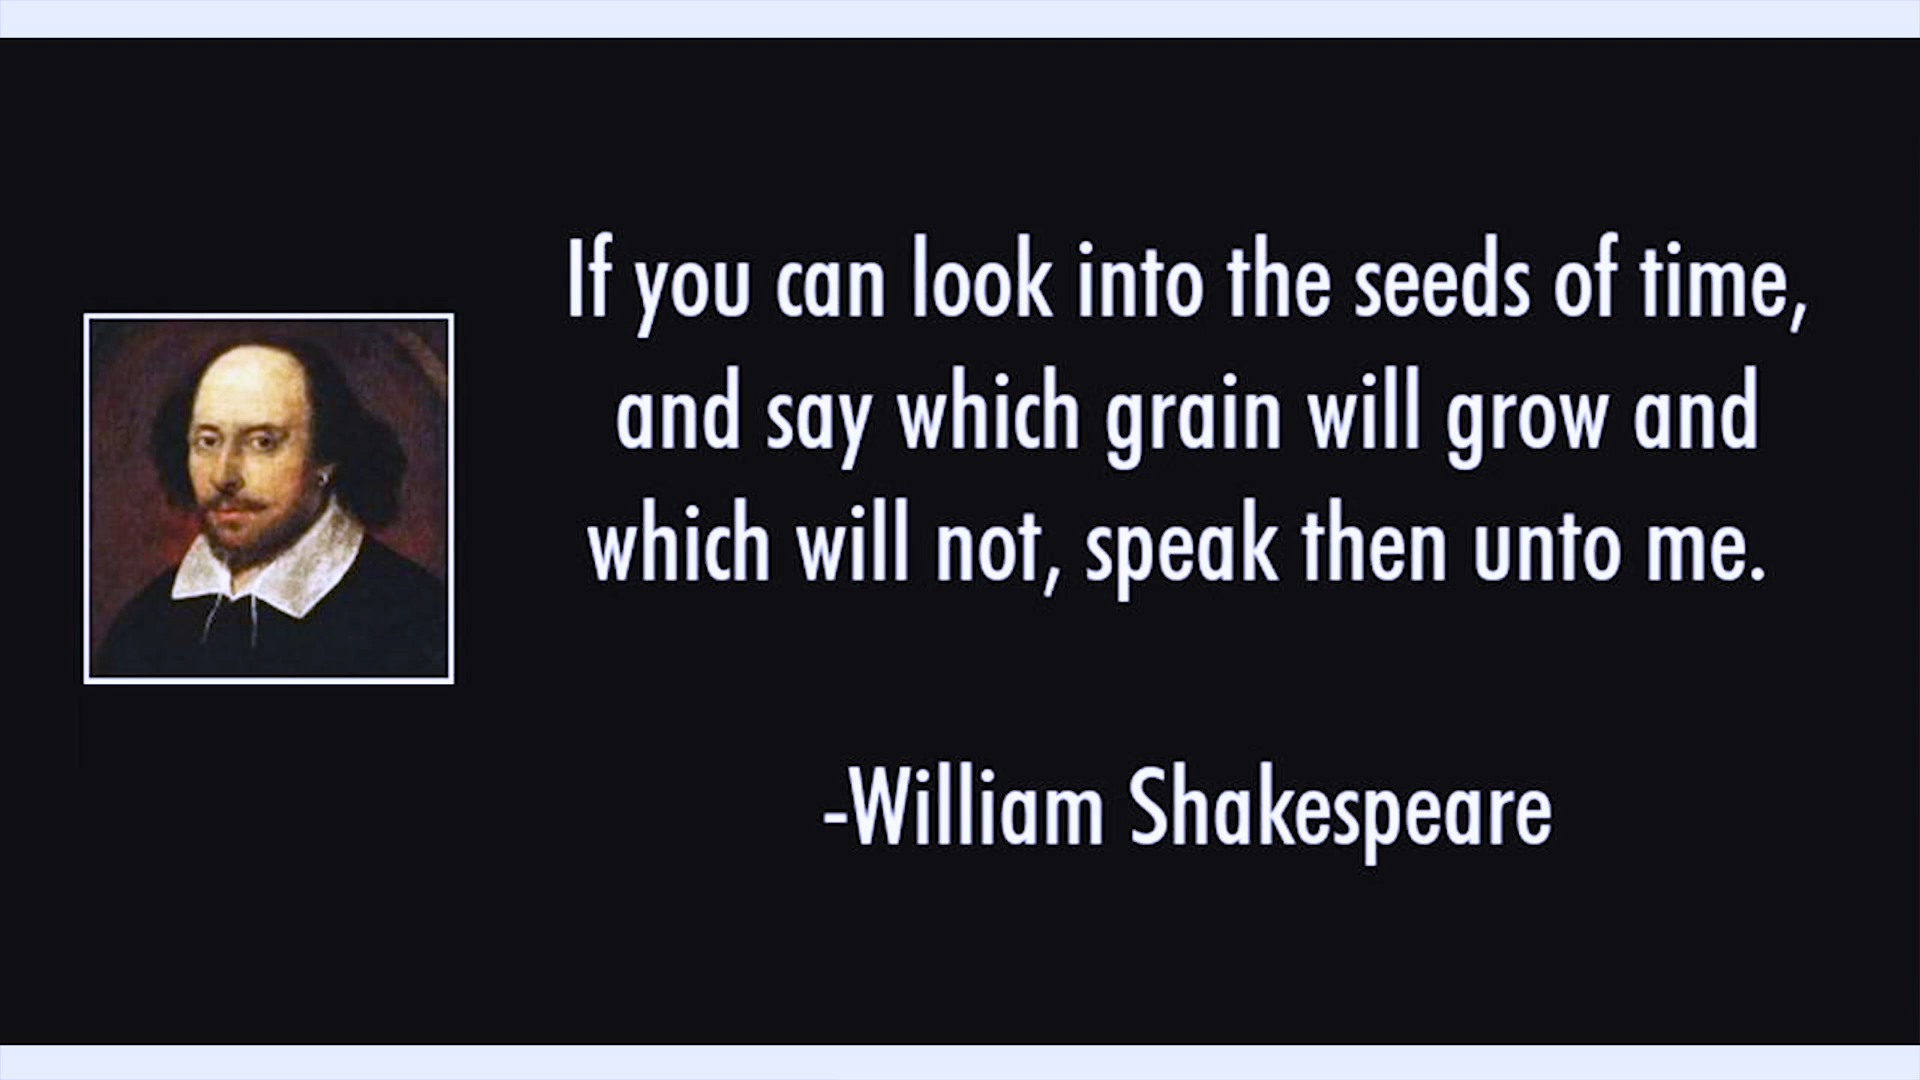 If you can look into the seeds of time,
and say which grain will grow and
which will not, speak then unto me.
-William Shakespeare